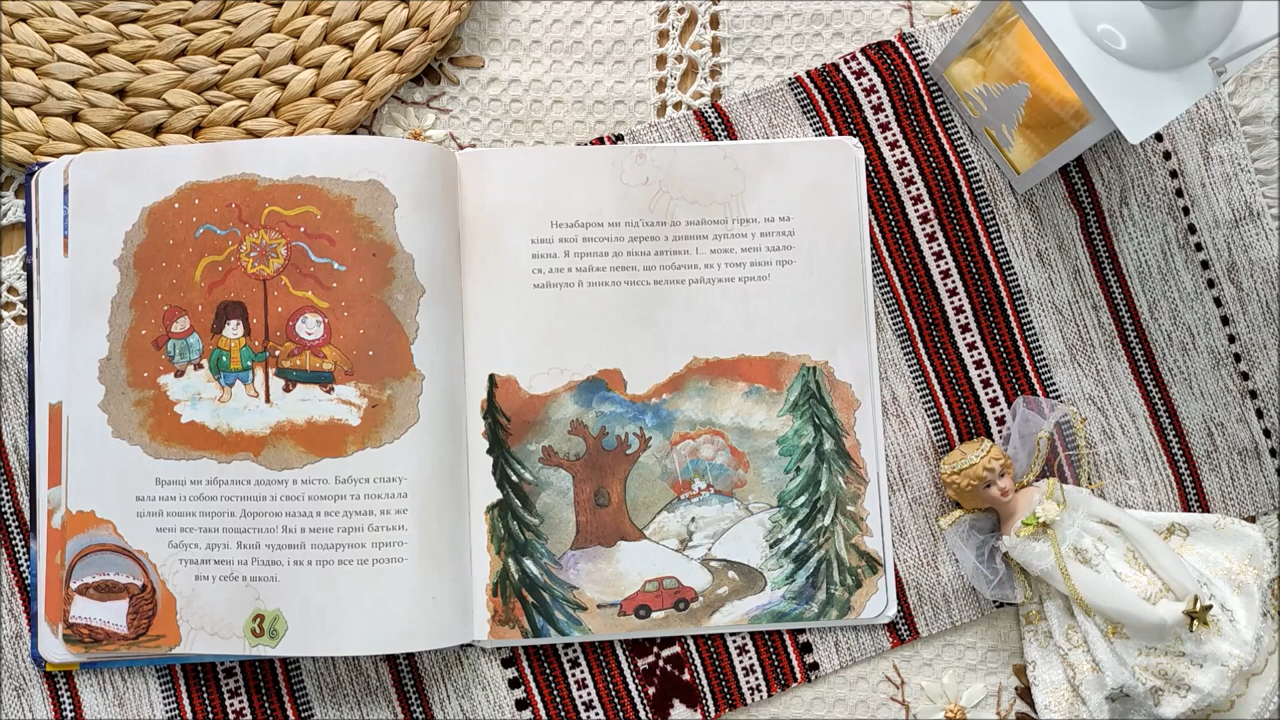 Вранці ми зібралися додому в місто. Бабуся спаку-
вала нам із собою гостинців зі своєї комори та поклала
цілий кошик пирогів. Дорогою назад я все думав, як же
мені все-таки пощастило! Які в мене гарні батьки,
бабуся, друзі. Який чудовий подарунок приго-
тували мені на Різдво, і як я про все це розпо-
вім у себе в школі.
36
Незабаром ми під'їхали до знайомої гірки, на ма-
ківці якої височіло дерево з дивним дуплом у вигляді
вікна. Я припав до вікна автівки. І... може, мені здало-
ся, але я майже певен, що побачив, як у тому вікні про-
майнуло й зникло чиєсь велике райдужне крило!